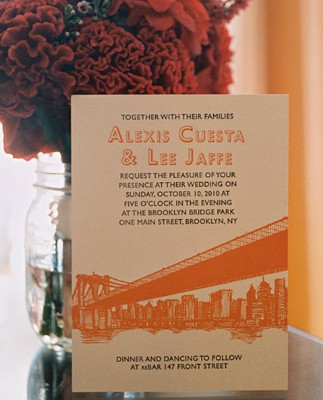 TOGETHER WITH THEIR FAMILIES
ALEXIS CUESTA
& LEE JAFFE
REQUEST THE PLEASURE OF YOUR
PRESENCE AT THEIR WEDDING ON
SUNDAY, OCTOBER 10, 2010 AT
FIVE O'CLOCK IN THE EVENING
AT THE BROOKLYN BRIDGE PARK
ONE MAIN STREET, BROOKLYN, NY
DINNER AND DANCING TO FOLLOW
AT reBAR 147 FRONT STREET